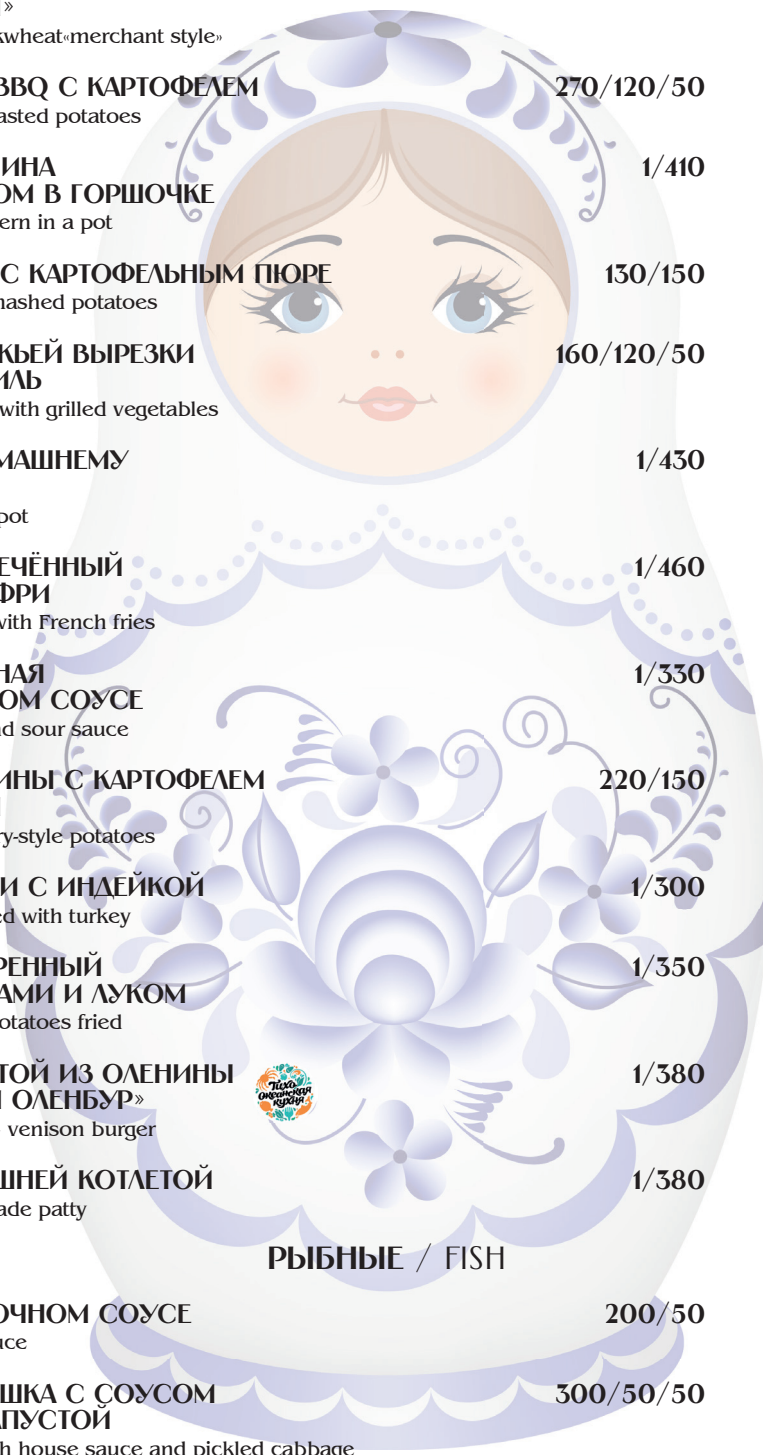 »
kwheat«merchant style»
BBQ С КАРТОФЕЛЕМ 270/120/50
asted potatoes
ИНА 1/410
ОМ В ГОРШОЧКЕ
ern in a pot
С КАРТОФЕЛЬНЫМ ПЮРЕ 130/150
mashed potatoes
ЖЬЕЙ ВЫРЕЗКИ 160/120/50
ИЛЬ
with grilled vegetables
МАШНЕМУ 1/430
pot
ЕЧЁННЫЙ 1/460
ФРИ
with French fries
НАЯ 1/330
ОМ СОУСЕ
nd sour sauce
ИНЫ С КАРТОФЕЛЕМ 220/150
ry-style potatoes
И С ИНДЕЙКОЙ 1/300
ed with turkey
РЕННЫЙ 1/350
АМИ И ЛУКОМ
otatoes fried
ТОЙ ИЗ ОЛЕНИНЫ 1/380
И ОЛЕНБУР»
Тихо
океанская
кухня
venison burger
ШНЕЙ КОТЛЕТОЙ 1/380
ade patty
РЫБНЫЕ / FISH
ОЧНОМ СОУСЕ 200/50
uce
ШКА С СОУСОМ 300/50/50
АПУСТОЙ
h house sauce and pickled cabbage